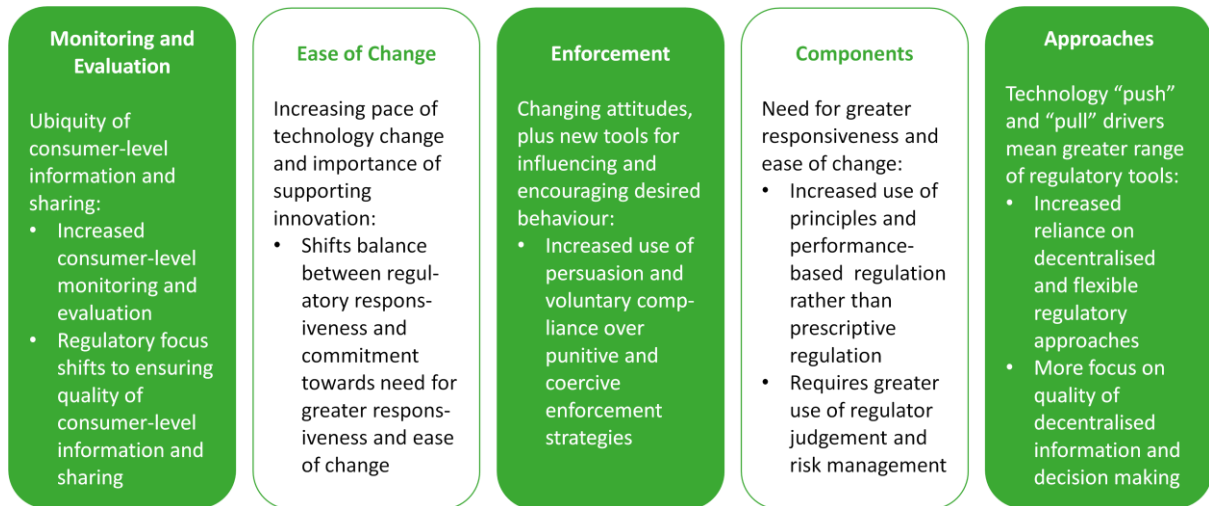 Monitoring and
Evaluation
Ubiquity of
consumer-level
information and
sharing:
• Increased
consumer-level
monitoring and
evaluation
• Regulatory focus
shifts to ensuring
quality of
consumer-level
information and
sharing
Ease of Change
Increasing pace of
technology change
and importance of
supporting
innovation:
• Shifts balance
between regul-
atory respons-
iveness and
commitment
towards need for
greater respons-
iveness and ease
of change
Enforcement
Changing attitudes,
plus new tools for
influencing and
encouraging desired
behaviour:
• Increased use of
persuasion and
voluntary comp-
liance over
punitive and
coercive
enforcement
strategies
Components
Need for greater
responsiveness and
ease of change:
• Increased use of
principles and
performance-
based regulation
rather than
prescriptive
regulation
• Requires greater
use of regulator
judgement and
risk management
Approaches
Technology “push”
and “pull” drivers
mean greater range
of regulatory tools:
• Increased
reliance on
decentralised
and flexible
regulatory
approaches
• More focus on
quality of
decentralised
information and
decision making